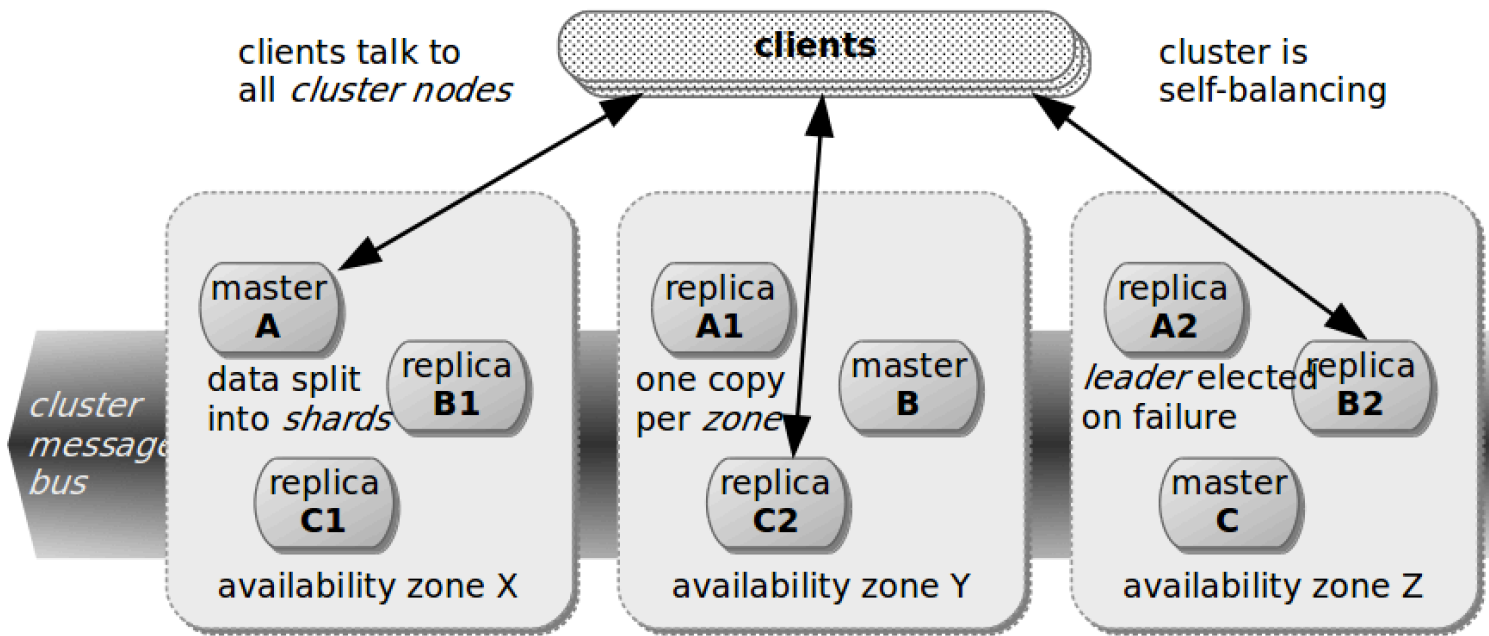 clients talk to
all cluster nodes
clients
cluster is
self-balancing
cluster
message
bus
master
A
data split
into shards
replica
B1
replica
C1
availability zone X
replica
A1
one copy
per zone
master
B
replica
C2
availability zone Y
replica
A2
leader elected
on failure
replica
B2
master
C
availability zone Z